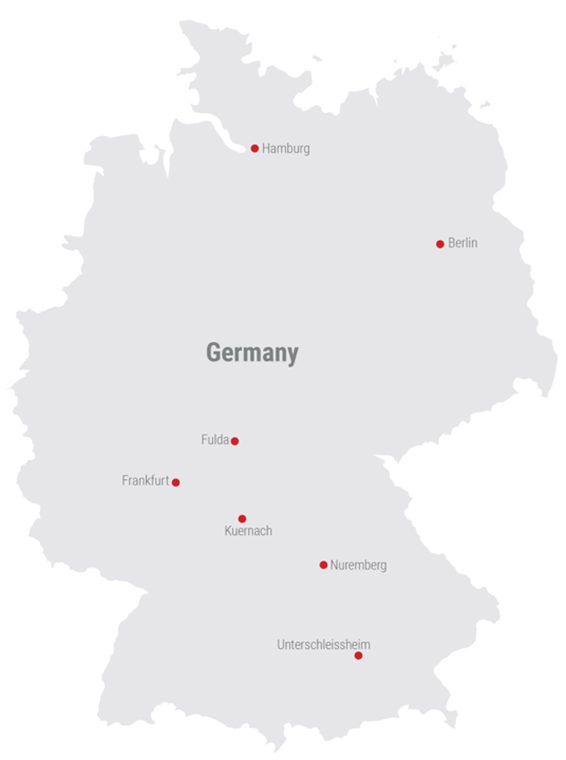 Hamburg
Berlin
Germany
Fulda
Frankfurt
Kuernach
Nuremberg
Unterschleissheim